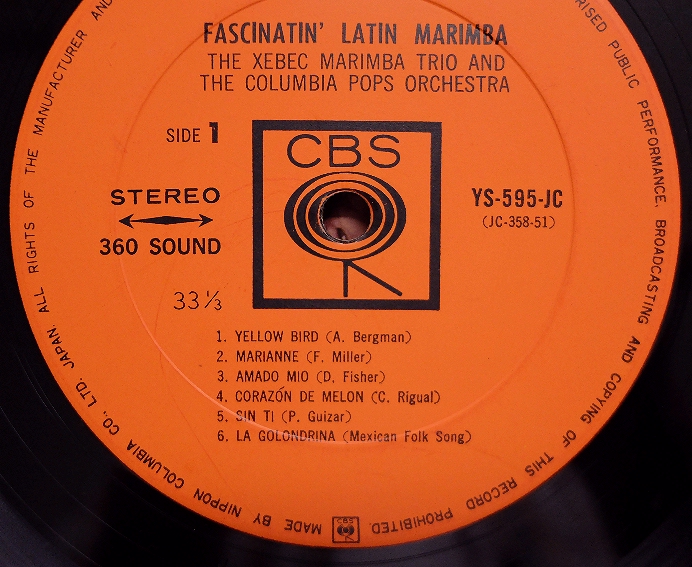 FASCINATIN' LATIN MARIMBA
THE XEBEC MARIMBA TRIO AND
THE COLUMBIA POPS ORCHESTRA
SIDE 1
CBS
STEREO
360 SOUND
33⅓
YS-595-JC
(JC-358-51)
1. YELLOW BIRD (A. Bergman)
2. MARIANNE (F. Miller)
3. AMADO MIO (D. Fisher)
4. CORAZÓN DE MELON (C. Rigual)
5. SIN TI (P. Guizar)
6. LA GOLONDRINA (Mexican Folk Song)
MADE BY NIPPON COLUMBIA CO., LTD. JAPAN ALL RIGHTS OF THE MANUFACTURER AND
RISED PUBLIC PERFORMANCE, BROADCASTING AND COPYING OF THIS RECORD PROHIBITED.
CBS